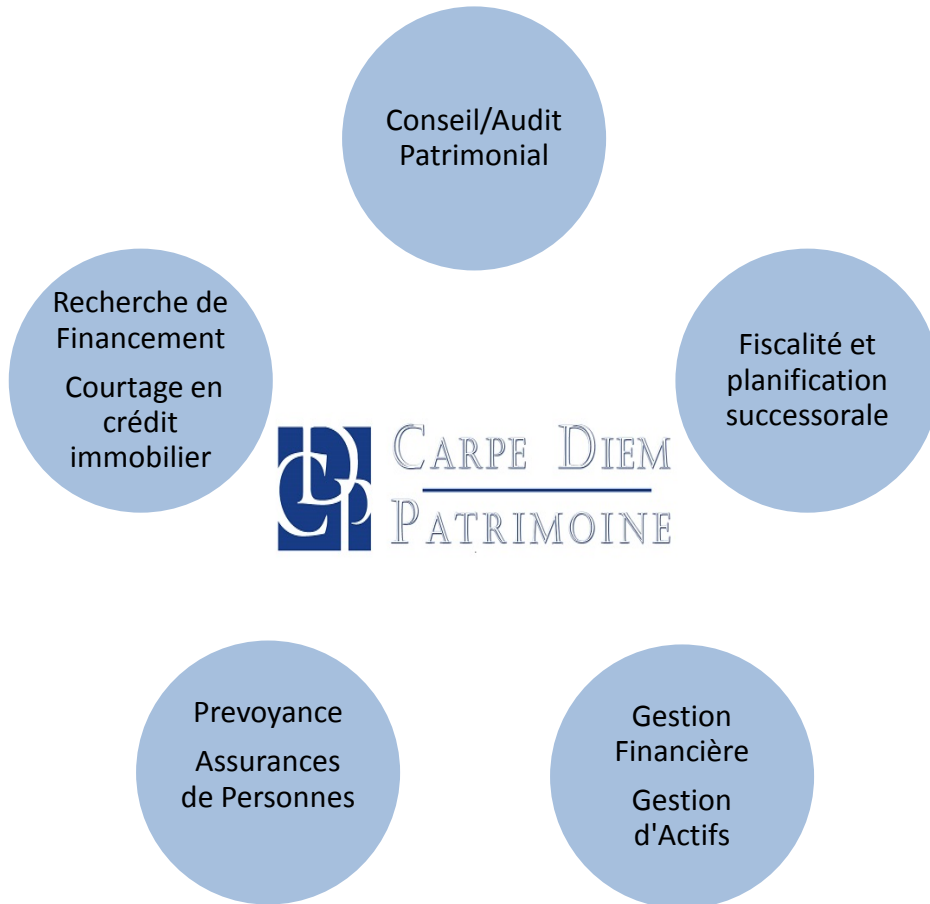 Conseil/Audit
Patrimonial
Recherche de
Financement
Courtage en
crédit
immobilier
Fiscalité et
planification
successorale
CDP
CARPE DIEM
PATRIMOINE
Prevoyance
Assurances
de Personnes
Gestion
Financière
Gestion
d'Actifs